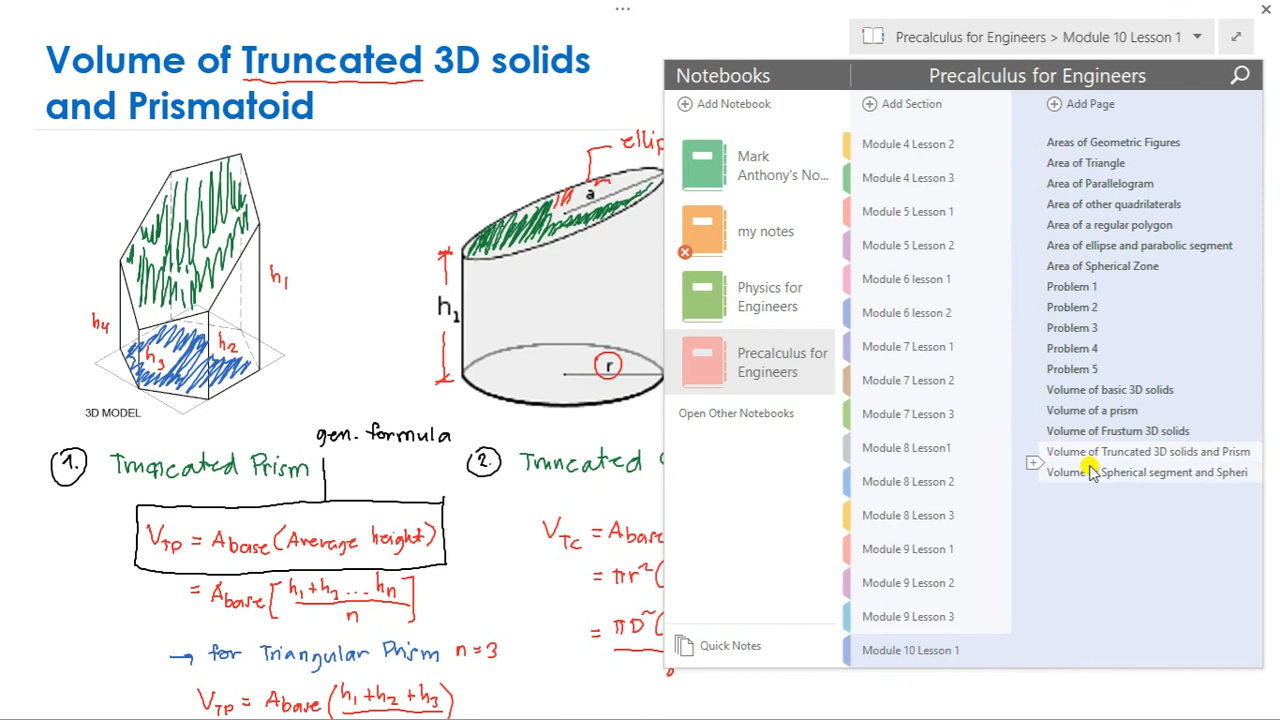 Volume of Truncated 3D solids
and Prismatoid
ellip
a
h1
h1
h4
h3
h2
r
3D MODEL
gen. formula
1. Truncated Prism
VTP = Abase (Average height)
= Abase [h1+h2 ... hn / n]
→ for Triangular Prism n=3
VTP = Abase (h1+h2+h3)
2. Truncated
VTC = Abase
= πr²(
= πD²(
Precalculus for Engineers > Module 10 Lesson 1
Notebooks
Precalculus for Engineers
Add Notebook
Mark
Anthony's No...
my notes
Physics for
Engineers
Precalculus for
Engineers
Open Other Notebooks
Quick Notes
Add Section
Module 4 Lesson 2
Module 4 Lesson 3
Module 5 Lesson 1
Module 5 Lesson 2
Module 6 lesson 1
Module 6 lesson 2
Module 7 Lesson 1
Module 7 Lesson 2
Module 7 Lesson 3
Module 8 Lesson1
Module 8 Lesson 2
Module 8 Lesson 3
Module 9 Lesson 1
Module 9 Lesson 2
Module 9 Lesson 3
Module 10 Lesson 1
Add Page
Areas of Geometric Figures
Area of Triangle
Area of Parallelogram
Area of other quadrilaterals
Area of a regular polygon
Area of ellipse and parabolic segment
Area of Spherical Zone
Problem 1
Problem 2
Problem 3
Problem 4
Problem 5
Volume of basic 3D solids
Volume of a prism
Volume of Frustum 3D solids
Volume of Truncated 3D solids and Prism
Volume Spherical segment and Spheri